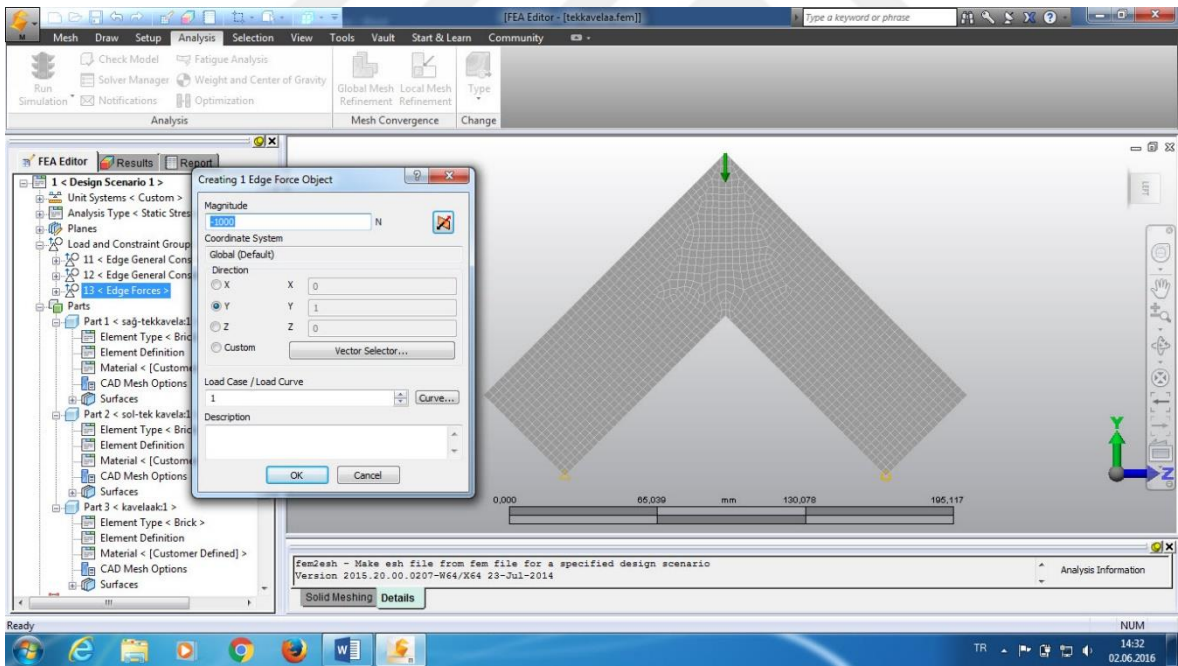 [FEA Editor - [tekkavelaa.fem]]
Type a keyword or phrase
M
Mesh Draw Setup Analysis Selection View Tools Vault Start & Learn Community
Run Simulation
Check Model
Solver Manager
Notifications
Fatigue Analysis
Weight and Center of Gravity
Optimization
Global Mesh Refinement
Local Mesh Refinement
Type
Analysis
Mesh Convergence
Change
FEA Editor Results Report
1 < Design Scenario 1 >
Unit Systems < Custom >
Analysis Type < Static Stres
Planes
Load and Constraint Group
11 < Edge General Cons
12 < Edge General Cons
13 < Edge Forces >
Parts
Part 1 < sağ-tekkavela:1
Element Type < Bric
Element Definition
Material < [Custome
CAD Mesh Options
Surfaces
Part 2 < sol-tek kavela:1
Element Type < Bric
Element Definition
Material < [Custome
CAD Mesh Options
Surfaces
Part 3 < kavelaak:1 >
Element Type < Brick >
Element Definition
Material < [Customer Defined] >
CAD Mesh Options
Surfaces
Creating 1 Edge Force Object
Magnitude
-1000 N
Coordinate System
Global (Default)
Direction
X X 0
Y Y 1
Z Z 0
Custom Vector Selector...
Load Case / Load Curve
1 Curve...
Description
OK Cancel
LEFT
Y
Z
0,000 65,039 mm 130,078 195,117
fem2esh - Make esh file from fem file for a specified design scenario
Version 2015.20.00.0207-W64/X64 23-Jul-2014
Analysis Information
Solid Meshing Details
Ready
NUM
TR
14:32
02.06.2016